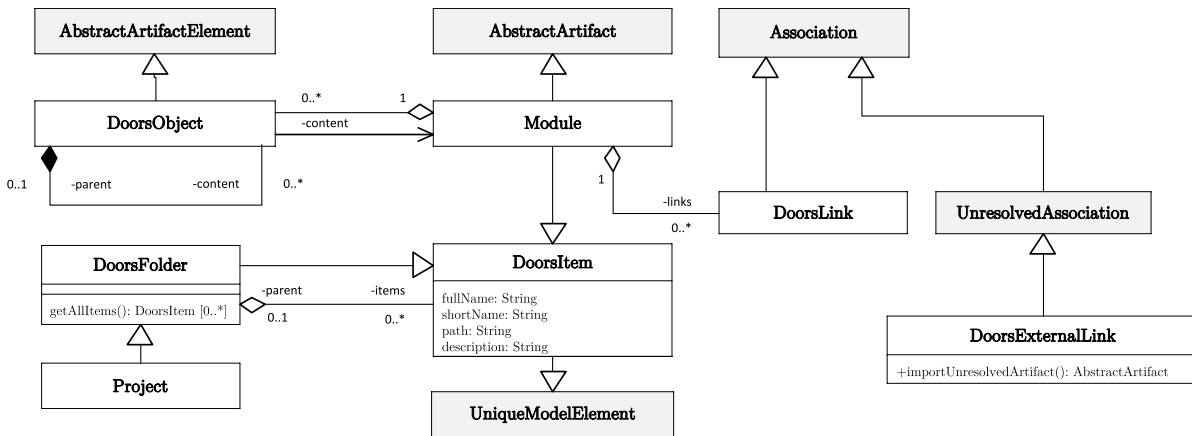 AbstractArtifactElement
AbstractArtifact
Association
0..*
1
-content
DoorsObject
Module
0..1
-parent
-content
0..*
1
-links
0..*
DoorsLink
UnresolvedAssociation
DoorsFolder
getAllItems(): DoorsItem [0..*]
-parent
-items
0..1
0..*
DoorsItem
fullName: String
shortName: String
path: String
description: String
DoorsExternalLink
+importUnresolvedArtifact(): AbstractArtifact
Project
UniqueModelElement